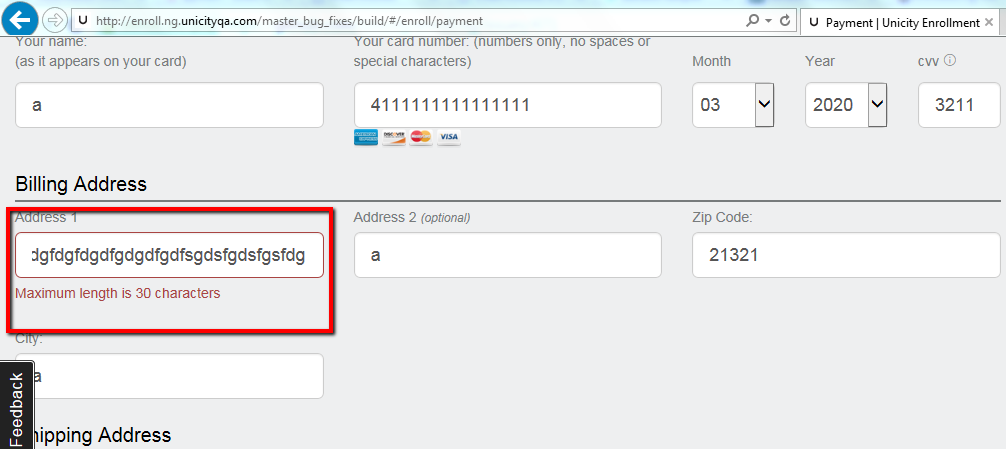 http://enroll.ng.unicityqa.com/master_bug_fixes/build/#/enroll/payment
U Payment | Unicity Enrollment
Your name:
(as it appears on your card)
Your card number: (numbers only, no spaces or
special characters)
Month
Year
cvv
a
4111111111111111
03
2020
3211
DISCOVER
VISA
Billing Address
Address 1
Address 2 (optional)
Zip Code:
dgfdgfdgdfgdgdfgdfsgdsfgdsfgsfdg
a
21321
Maximum length is 30 characters
City:
a
Feedback
hipping Address